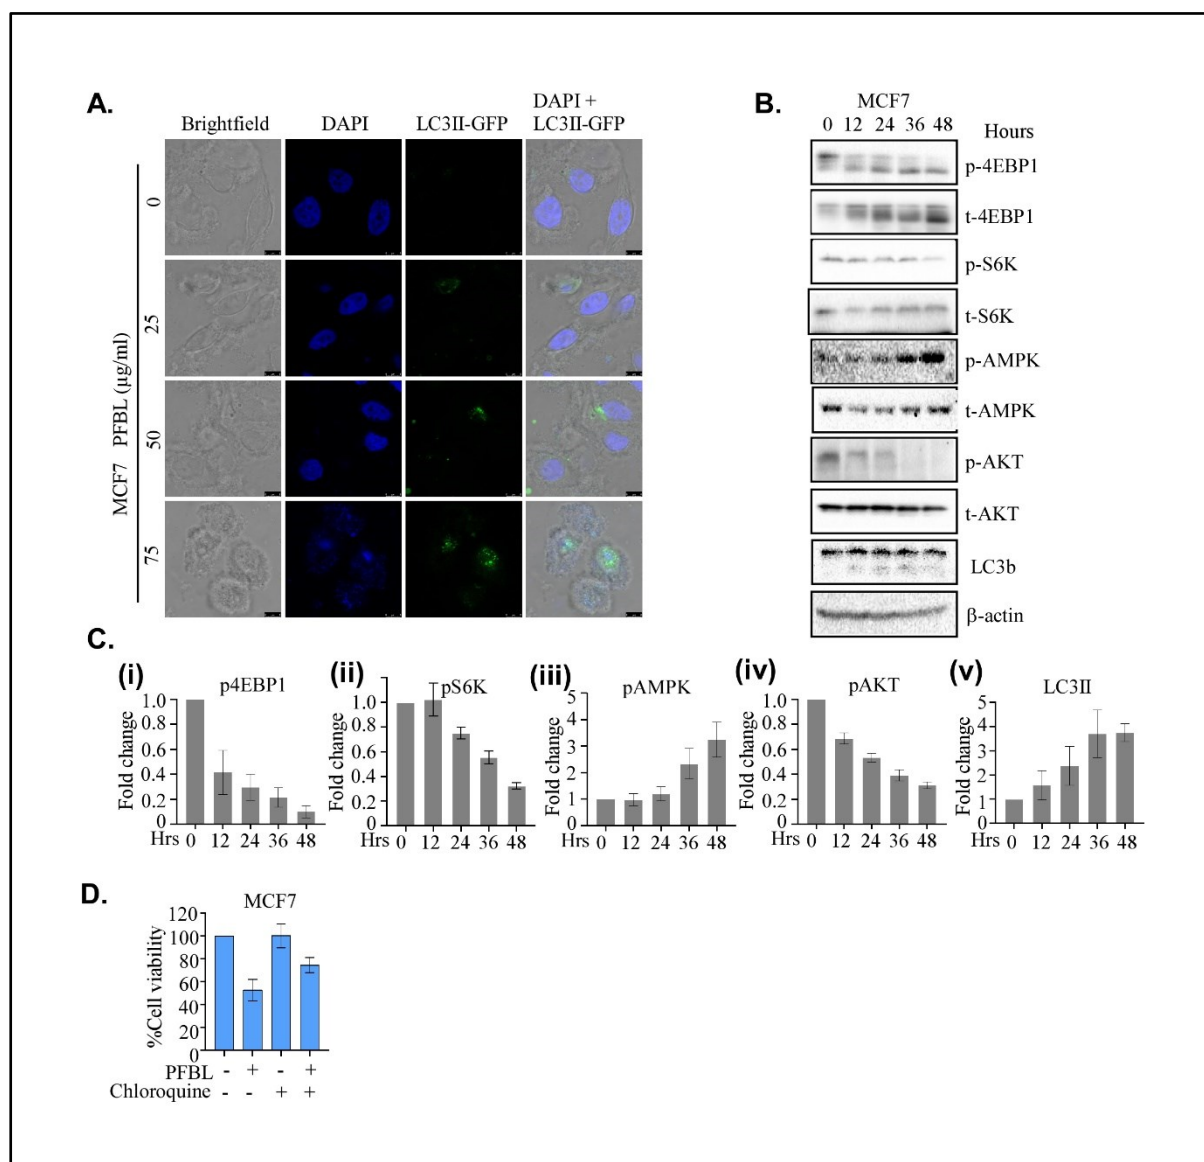 A.
Brightfield DAPI LC3II-GFP DAPI +
LC3II-GFP
MCF7 PFBL (µg/ml)
0
25
50
75
B.
MCF7
0 12 24 36 48 Hours
p-4EBP1
t-4EBP1
p-S6K
t-S6K
p-AMPK
t-AMPK
p-AKT
t-AKT
LC3b
β-actin
C.
(i)
p4EBP1
Fold change
1.0
0.8
0.6
0.4
0.2
Hrs 0 12 24 36 48
(ii)
pS6K
Fold change
1.0
0.8
0.6
0.4
0.2
0
Hrs 0 12 24 36 48
(iii)
pAMPK
Fold change
5
4
3
2
1
0
Hrs 0 12 24 36 48
(iv)
pAKT
Fold change
1.0
0.8
0.6
0.4
0.2
Hrs 0 12 24 36 48
(v)
LC3II
Fold change
5
4
3
2
1
0
Hrs 0 12 24 36 48
D.
MCF7
%Cell viability
120
100
80
60
40
20
0
PFBL - + - +
Chloroquine - - + +